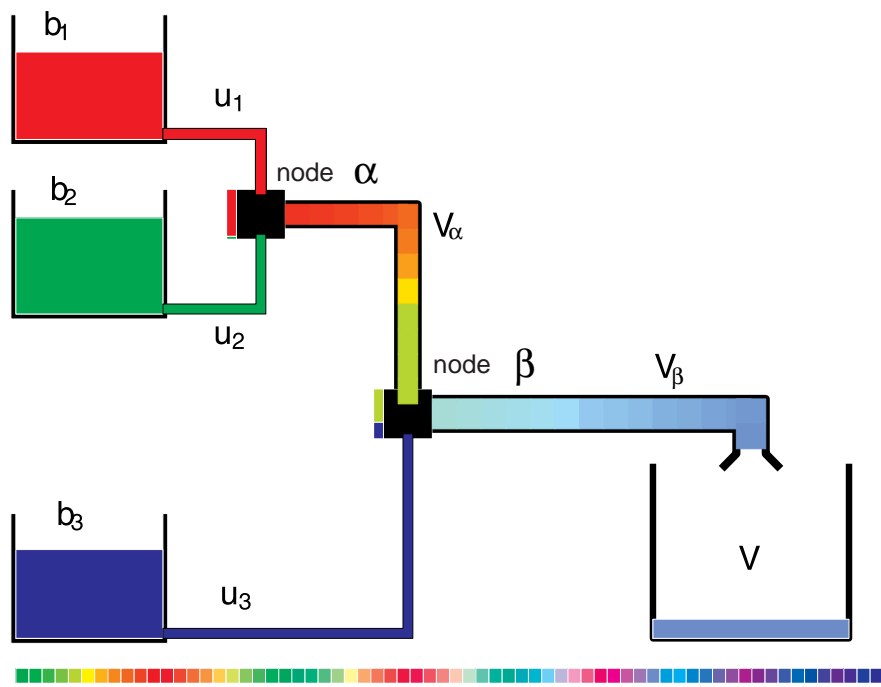 b1
u1
node α
b2
Vα
u2
node β
Vβ
b3
V
u3